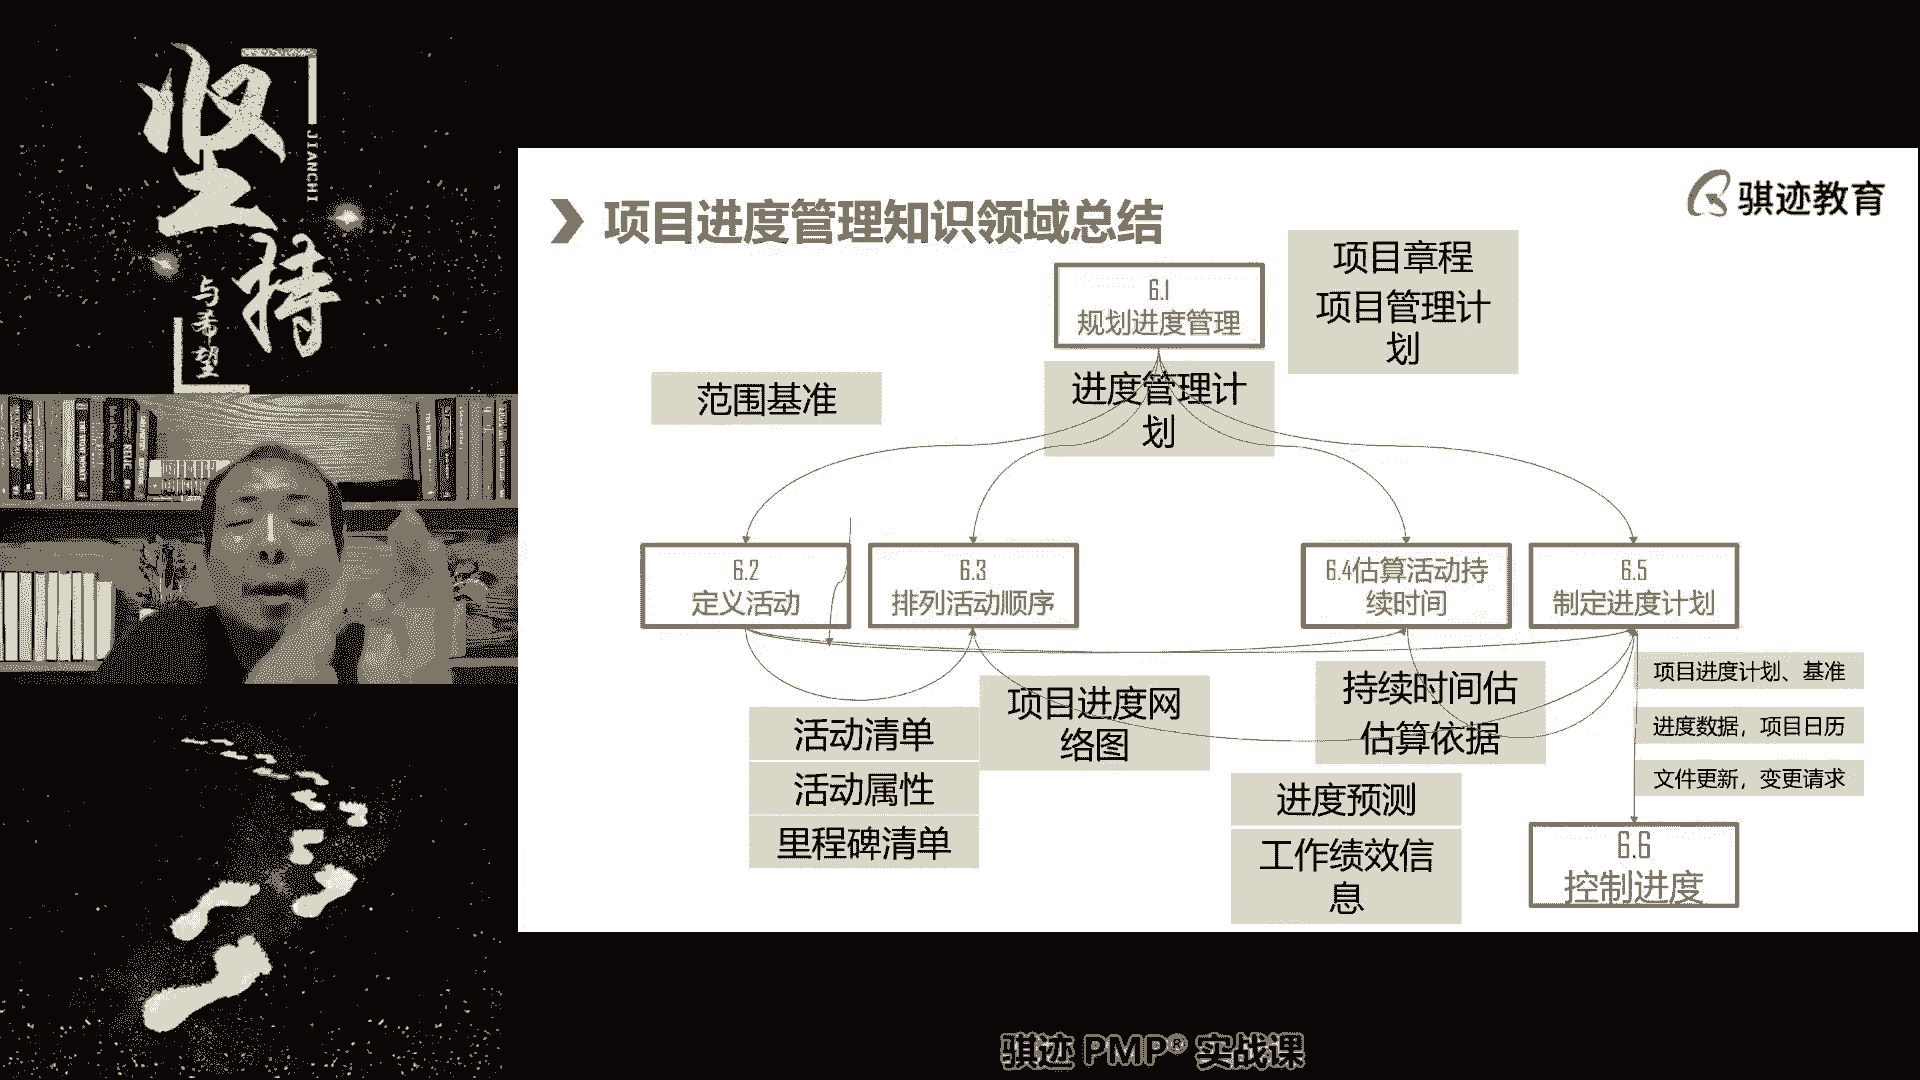 坚持
JIANCHI
与希望
骐迹教育
项目进度管理知识领域总结
项目章程
项目管理计
划
6.1
规划进度管理
范围基准
进度管理计
划
6.2
定义活动
6.3
排列活动顺序
6.4估算活动持
续时间
6.5
制定进度计划
项目进度计划、基准
进度数据，项目日历
文件更新，变更请求
活动清单
活动属性
里程碑清单
项目进度网
络图
持续时间估
估算依据
进度预测
工作绩效信
息
6.6
控制进度
骐迹 PMP® 实战课